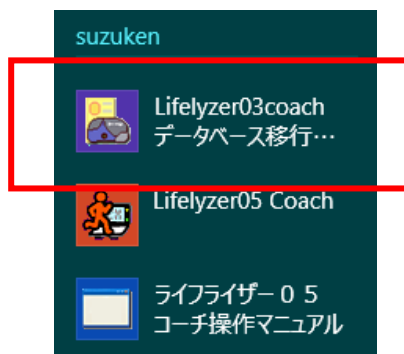 suzuken
Lifelyzer03coach
データベース移行…
Lifelyzer05 Coach
ライフライザー０５
コーチ操作マニュアル